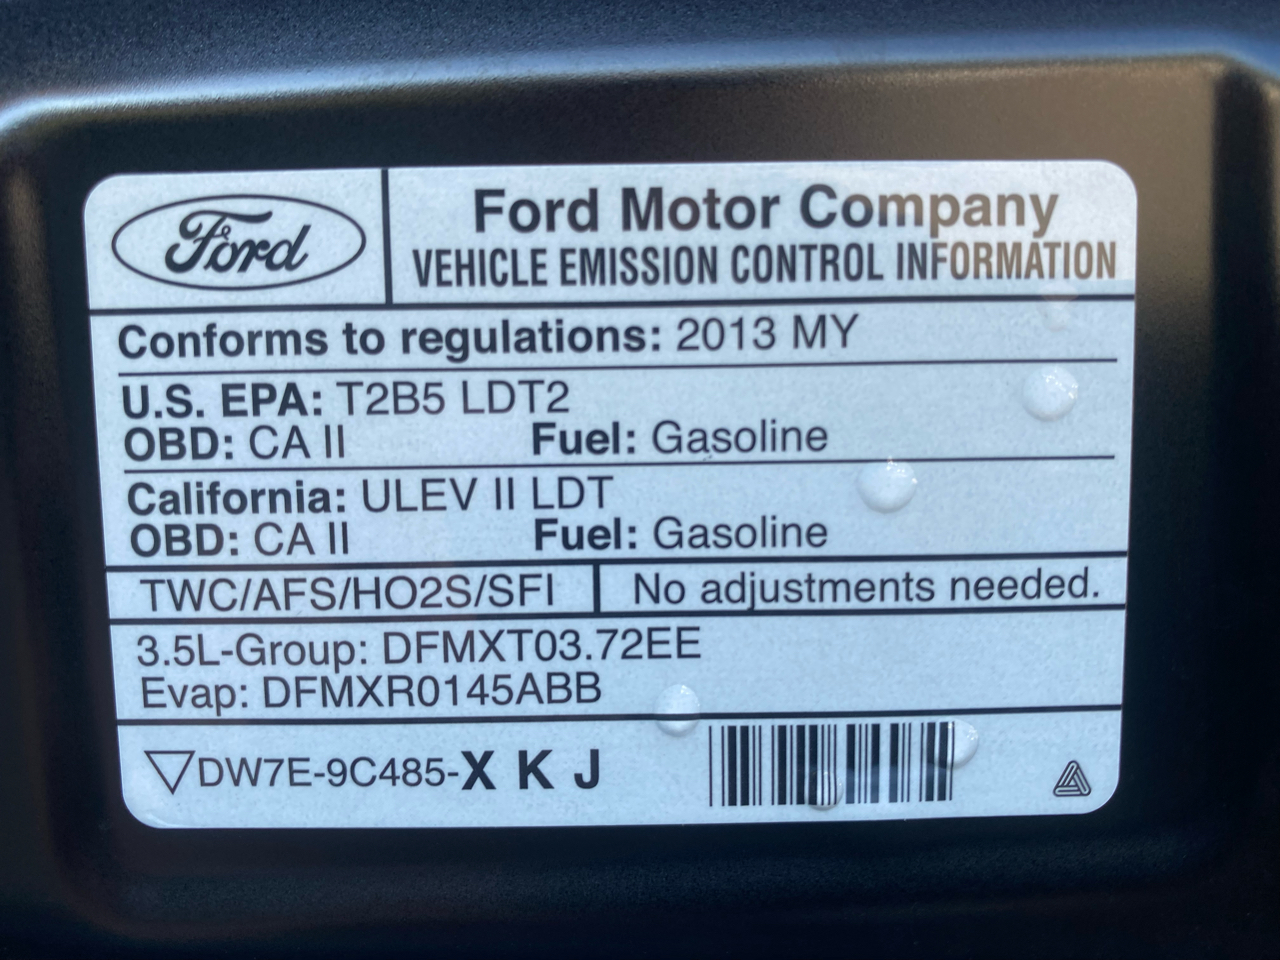 Ford
Ford Motor Company
VEHICLE EMISSION CONTROL INFORMATION
Conforms to regulations: 2013 MY
U.S. EPA: T2B5 LDT2
OBD: CA II Fuel: Gasoline
California: ULEV II LDT
OBD: CA II Fuel: Gasoline
TWC/AFS/HO2S/SFI No adjustments needed.
3.5L-Group: DFMXT03.72EE
Evap: DFMXR0145ABB
DW7E-9C485-X K J